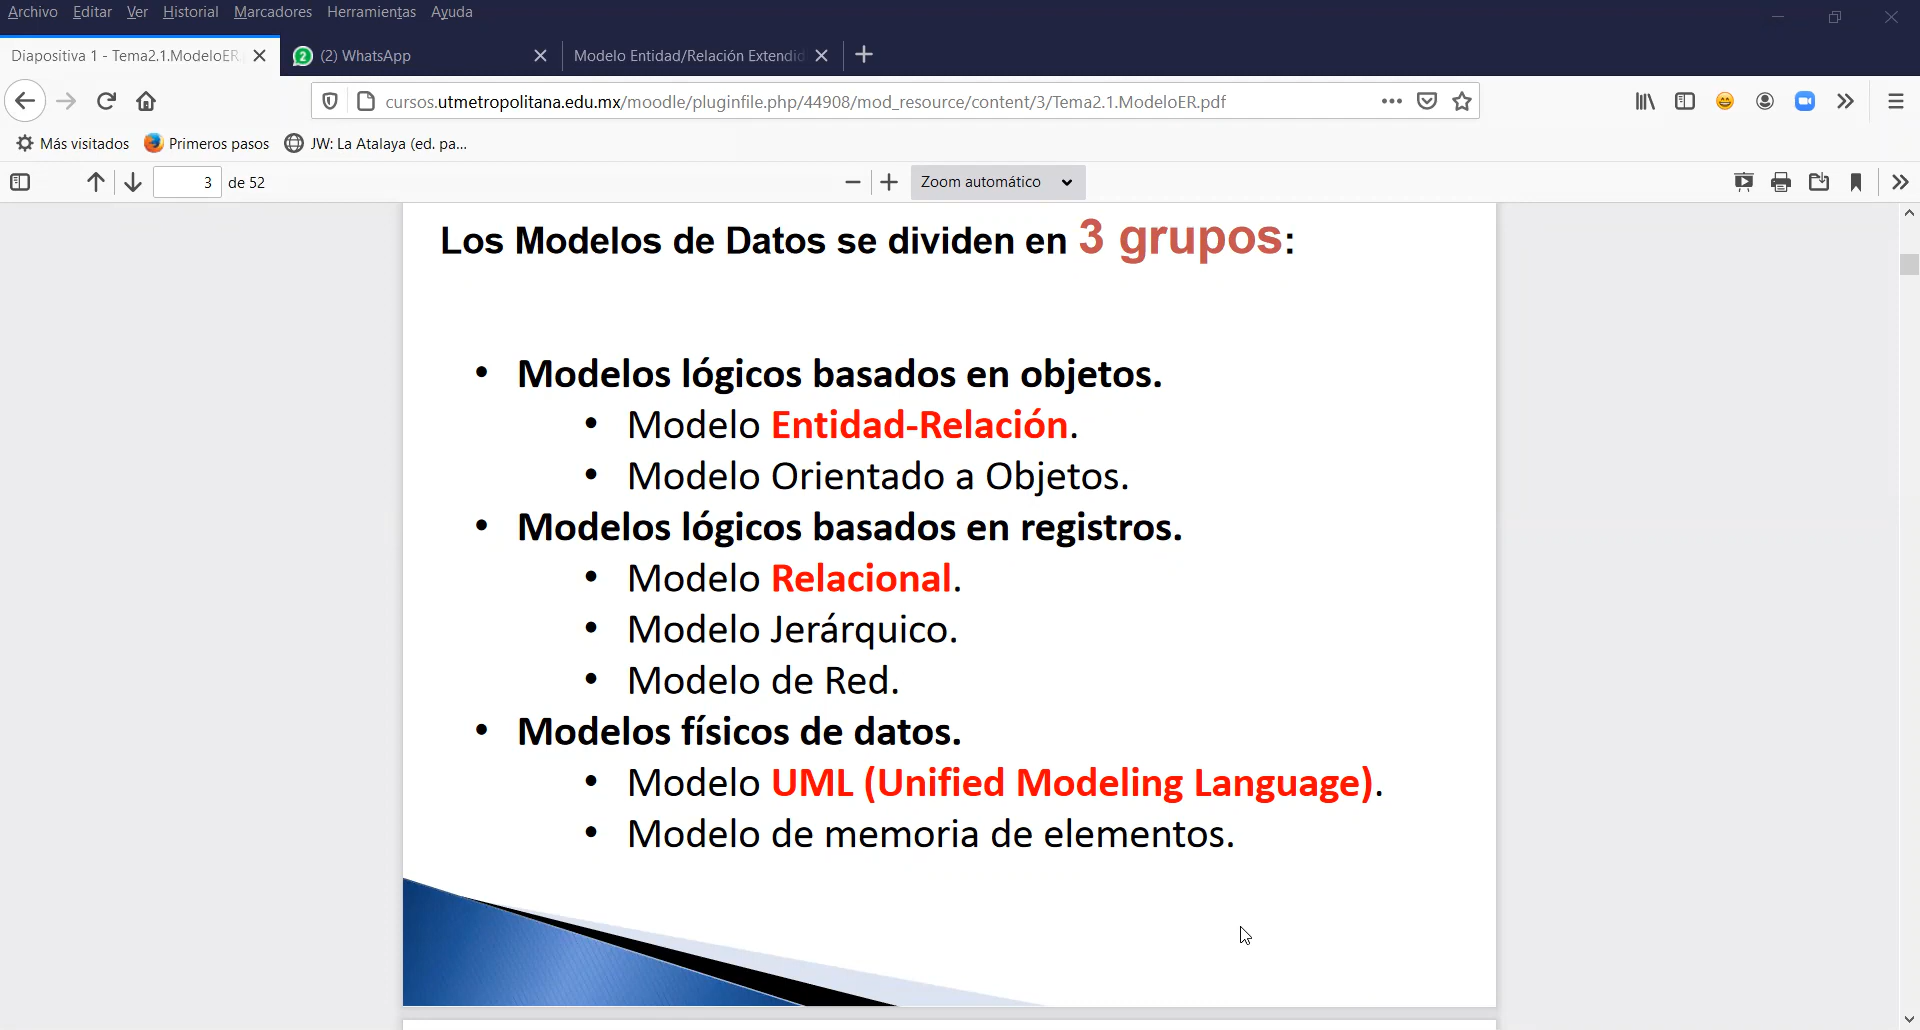 Archivo Editar Ver Historial Marcadores Herramientas Ayuda
Diapositiva 1 - Tema2.1.ModeloER. (2) WhatsApp Modelo Entidad/Relación Extendid
cursos.utmetropolitana.edu.mx/moodle/pluginfile.php/44908/mod_resource/content/3/Tema2.1.ModeloER.pdf
Más visitados Primeros pasos JW: La Atalaya (ed. pa...
3 de 52 Zoom automático
Los Modelos de Datos se dividen en 3 grupos:
• Modelos lógicos basados en objetos.
• Modelo Entidad-Relación.
• Modelo Orientado a Objetos.
• Modelos lógicos basados en registros.
• Modelo Relacional.
• Modelo Jerárquico.
• Modelo de Red.
• Modelos físicos de datos.
• Modelo UML (Unified Modeling Language).
• Modelo de memoria de elementos.